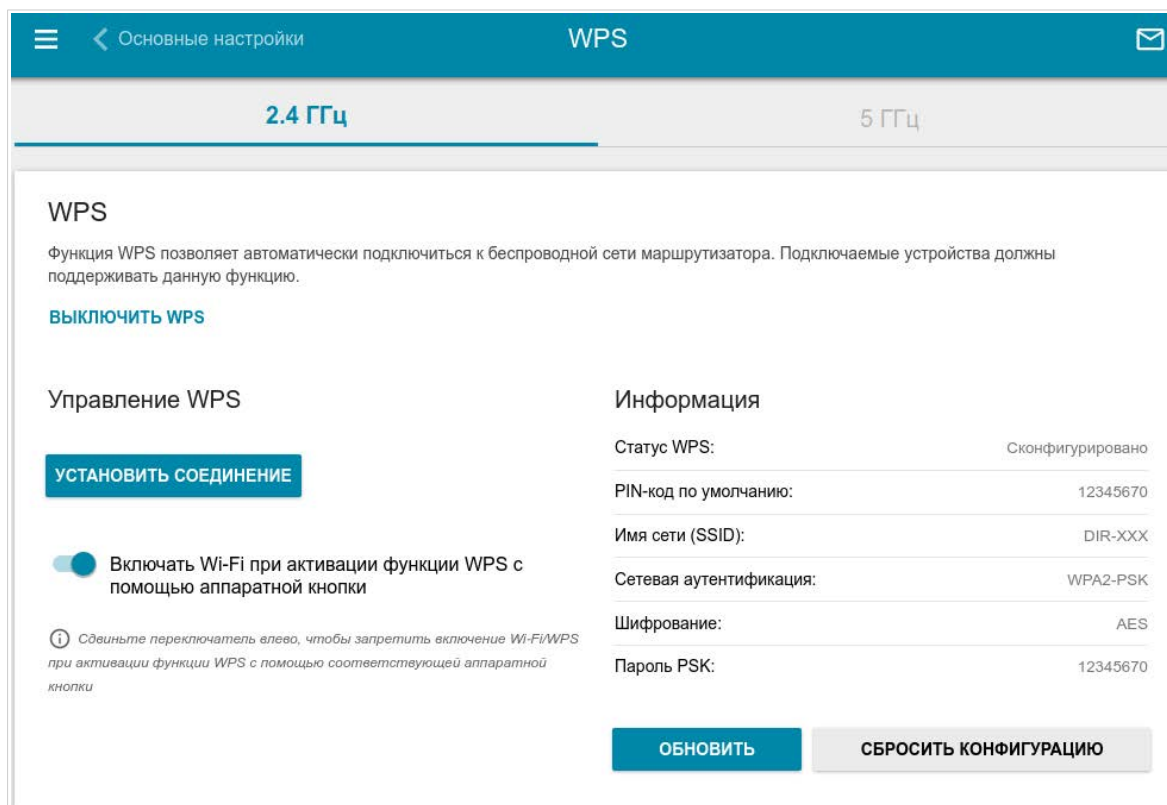 Основные настройки
WPS
2.4 ГГц
5 ГГц
WPS
Функция WPS позволяет автоматически подключиться к беспроводной сети маршрутизатора. Подключаемые устройства должны
поддерживать данную функцию.
ВЫКЛЮЧИТЬ WPS
Управление WPS
УСТАНОВИТЬ СОЕДИНЕНИЕ
Включать Wi-Fi при активации функции WPS с
помощью аппаратной кнопки
Сдвиньте переключатель влево, чтобы запретить включение Wi-Fi/WPS
при активации функции WPS с помощью соответствующей аппаратной
кнопки
Информация
Статус WPS: Сконфигурировано
PIN-код по умолчанию: 12345670
Имя сети (SSID): DIR-XXX
Сетевая аутентификация: WPA2-PSK
Шифрование: AES
Пароль PSK: 12345670
ОБНОВИТЬ
СБРОСИТЬ КОНФИГУРАЦИЮ